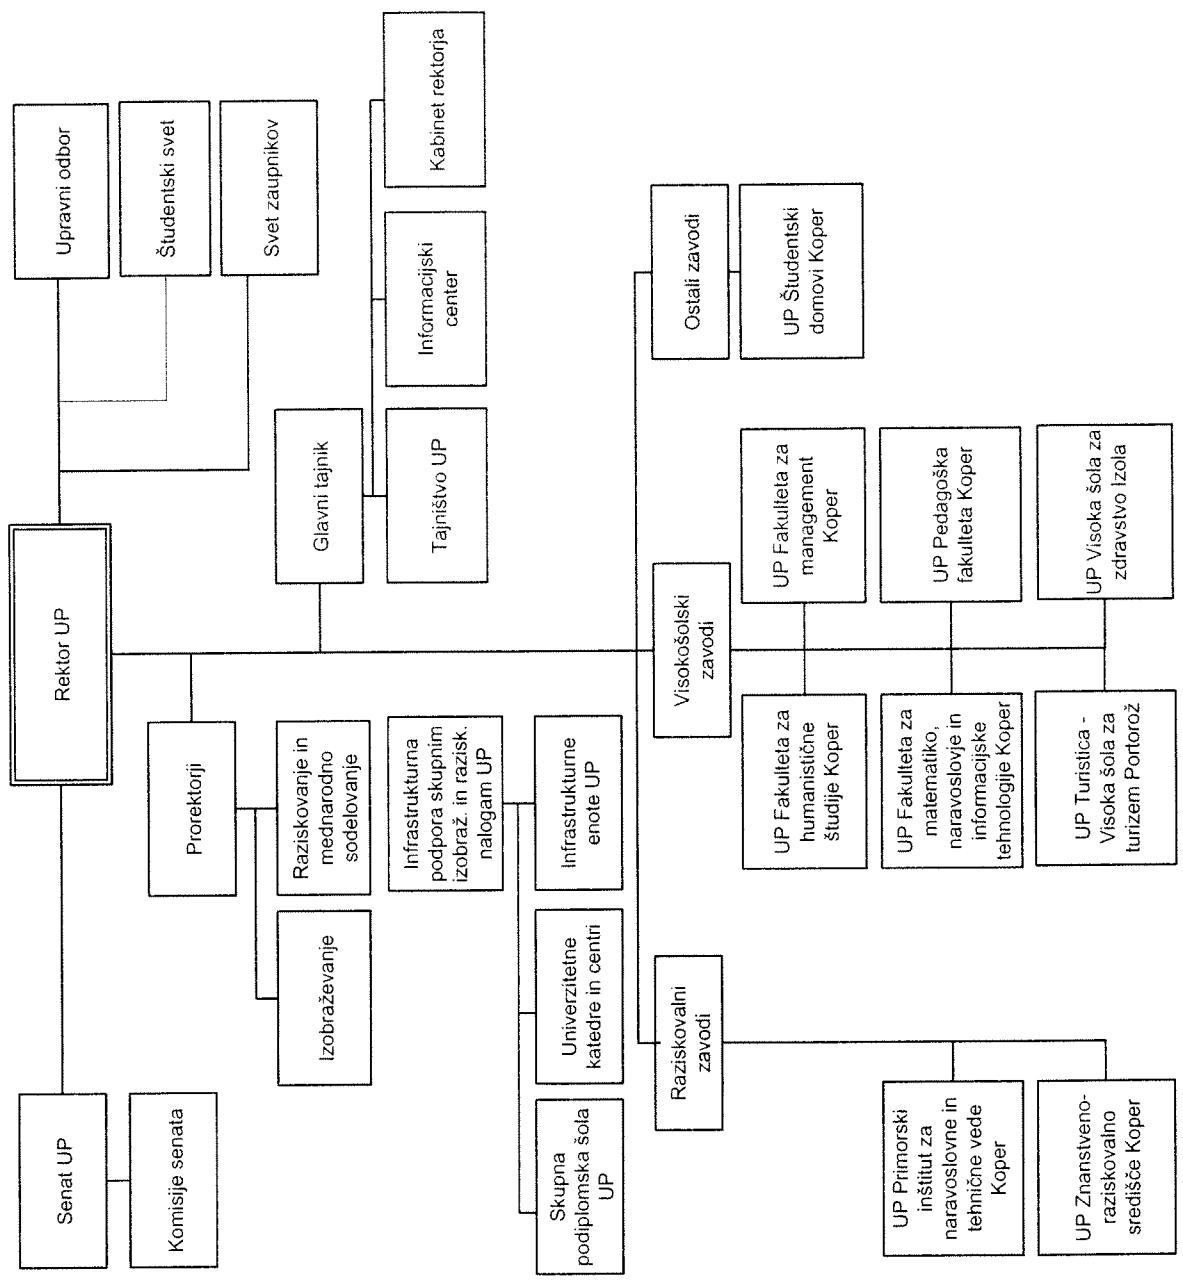 Rektor UP
Senat UP
Komisije senata
Upravni odbor
Študentski svet
Svet zaupnikov
Prorektorji
Izobraževanje
Raziskovanje in
mednarodno
sodelovanje
Glavni tajnik
Tajništvo UP
Informacijski
center
Kabinet rektorja
Infrastrukturna
podpora skupnim
izobraž. in razisk.
nalogam UP
Skupna
podiplomska šola
UP
Univerzitetne
katedre in centri
Infrastrukturne
enote UP
Raziskovalni
zavodi
Visokošolski
zavodi
Ostali zavodi
UP Primorski
inštitut za
naravoslovne in
tehnične vede
Koper
UP Znanstveno-
raziskovalno
središče Koper
UP Fakulteta za
humanistične
študije Koper
UP Fakulteta za
management
Koper
UP Fakulteta za
matematiko,
naravoslovje in
informacijske
tehnologije Koper
UP Pedagoška
fakulteta Koper
UP Turistica -
Visoka šola za
turizem Portorož
UP Visoka šola za
zdravstvo Izola
UP Študentski
domovi Koper